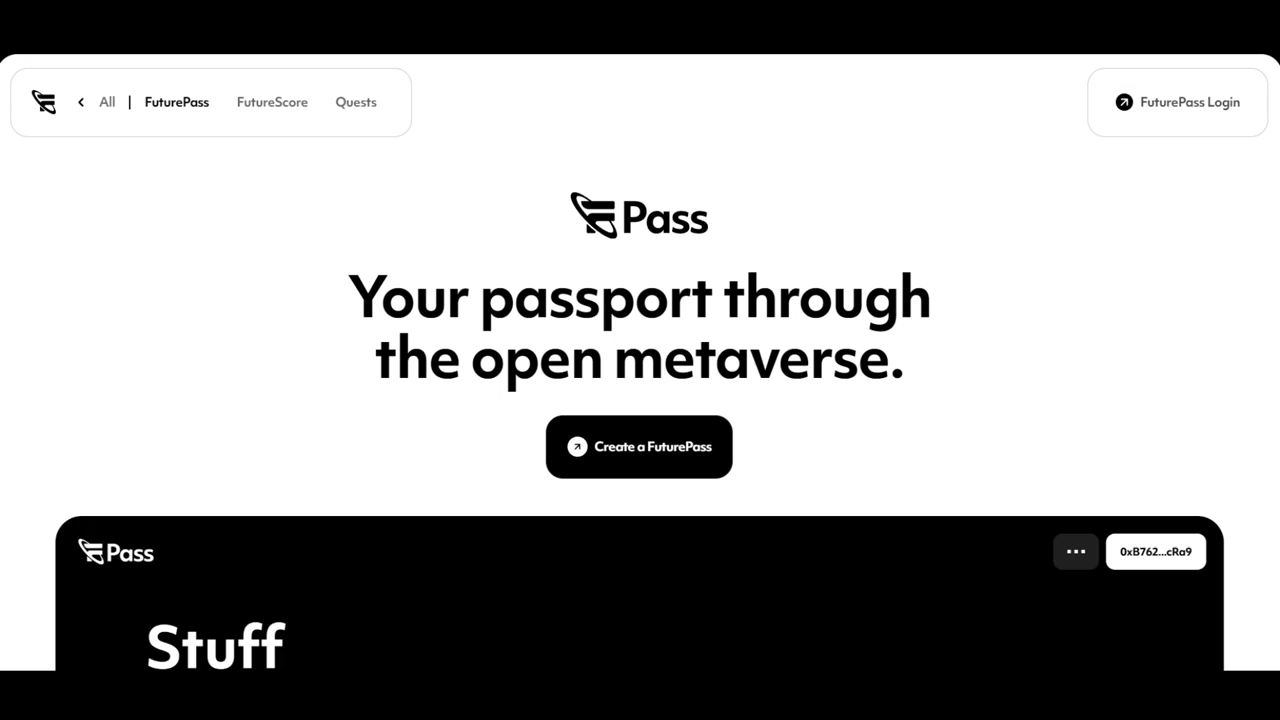 All | FuturePass FutureScore Quests
FuturePass Login
Pass
Your passport through
the open metaverse.
Create a FuturePass
Pass
... 0xB762...cRa9
Stuff